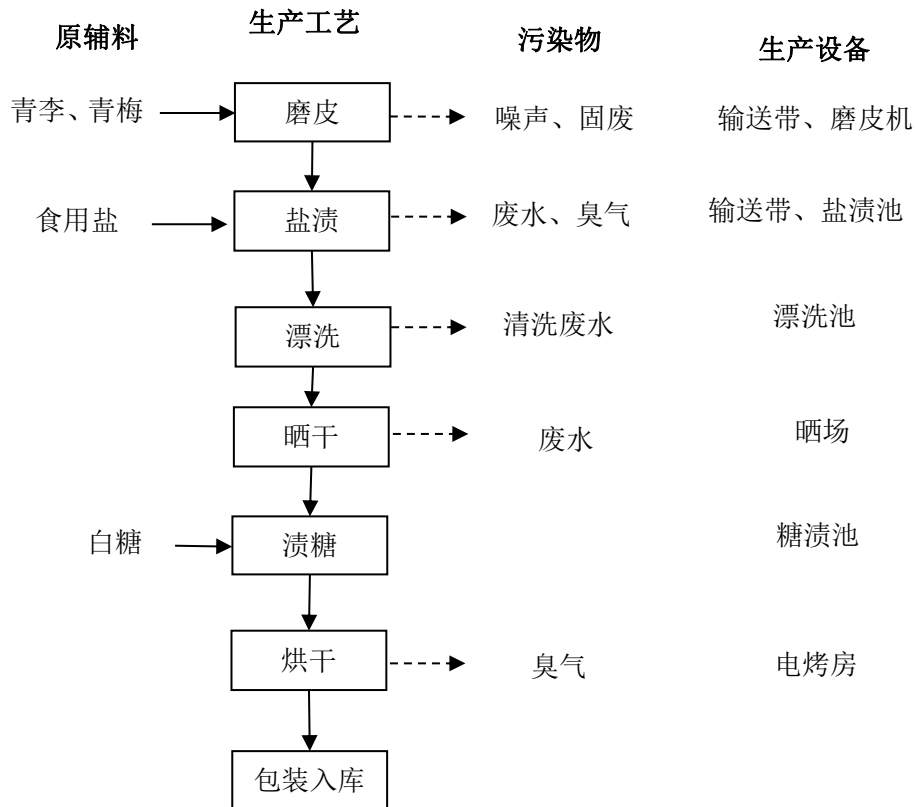 原辅料 生产工艺 污染物 生产设备
青李、青梅 磨皮 噪声、固废 输送带、磨皮机
食用盐 盐渍 废水、臭气 输送带、盐渍池
漂洗 清洗废水 漂洗池
晒干 废水 晒场
白糖 渍糖 糖渍池
烘干 臭气 电烤房
包装入库